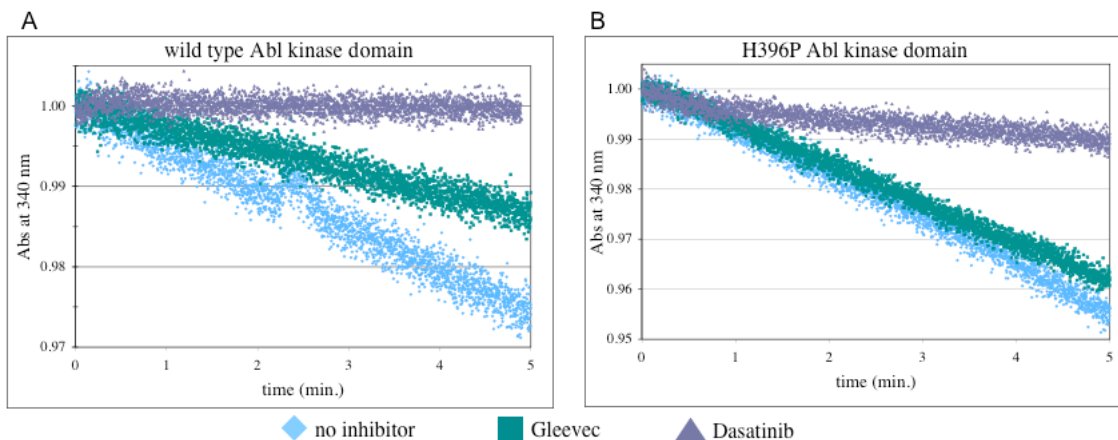 A
B
wild type Abl kinase domain
H396P Abl kinase domain
Abs at 340 nm
1.00
0.99
0.98
0.97
0 1 2 3 4 5
time (min.)
Abs at 340 nm
1.00
0.99
0.98
0.97
0.96
0.95
0 1 2 3 4 5
time (min.)
no inhibitor
Gleevec
Dasatinib